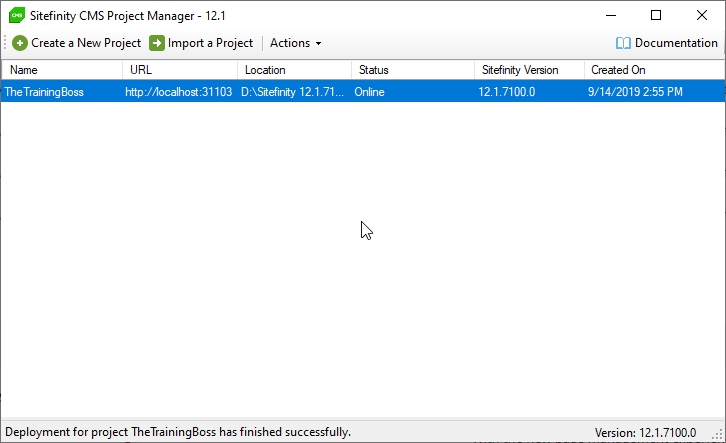 CMS Sitefinity CMS Project Manager - 12.1
Create a New Project Import a Project Actions Documentation
Name URL Location Status Sitefinity Version Created On
TheTrainingBoss http://localhost:31103 D:\Sitefinity 12.1.71... Online 12.1.7100.0 9/14/2019 2:55 PM
Deployment for project TheTrainingBoss has finished successfully. Version: 12.1.7100.0